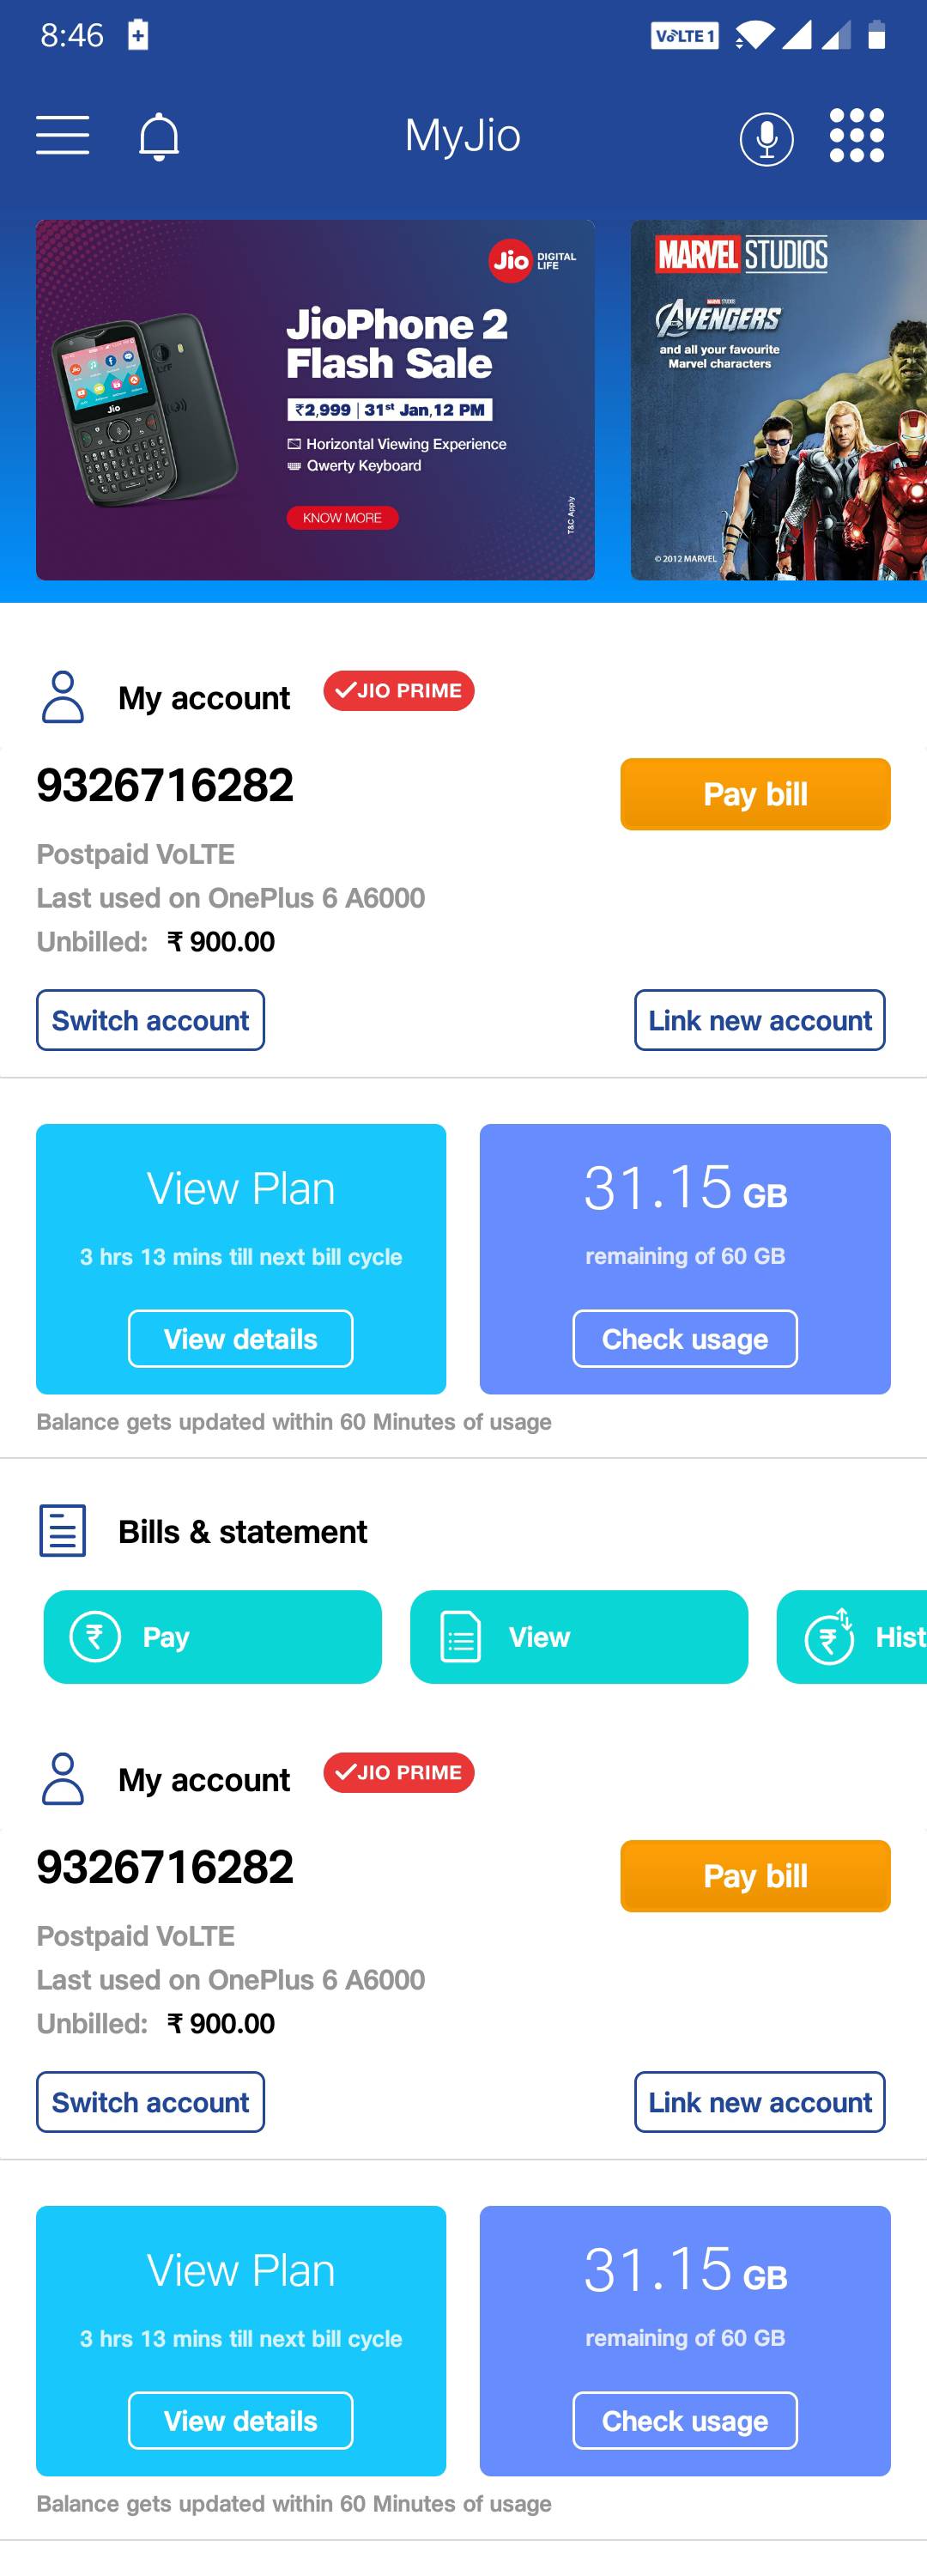 8:46
VoLTE 1
MyJio
Jio DIGITAL LIFE
JioPhone 2
Flash Sale
₹2,999 | 31st Jan,12 PM
Horizontal Viewing Experience
Qwerty Keyboard
KNOW MORE
T&C Apply
Jio
MARVEL STUDIOS
MARVEL STUDIOS
AVENGERS
and all your favourite
Marvel characters
© 2012 MARVEL
My account JIO PRIME
9326716282
Pay bill
Postpaid VoLTE
Last used on OnePlus 6 A6000
Unbilled: ₹ 900.00
Switch account
Link new account
View Plan
3 hrs 13 mins till next bill cycle
View details
31.15 GB
remaining of 60 GB
Check usage
Balance gets updated within 60 Minutes of usage
Bills & statement
₹ Pay
View
₹ Hist
My account JIO PRIME
9326716282
Pay bill
Postpaid VoLTE
Last used on OnePlus 6 A6000
Unbilled: ₹ 900.00
Switch account
Link new account
View Plan
3 hrs 13 mins till next bill cycle
View details
31.15 GB
remaining of 60 GB
Check usage
Balance gets updated within 60 Minutes of usage